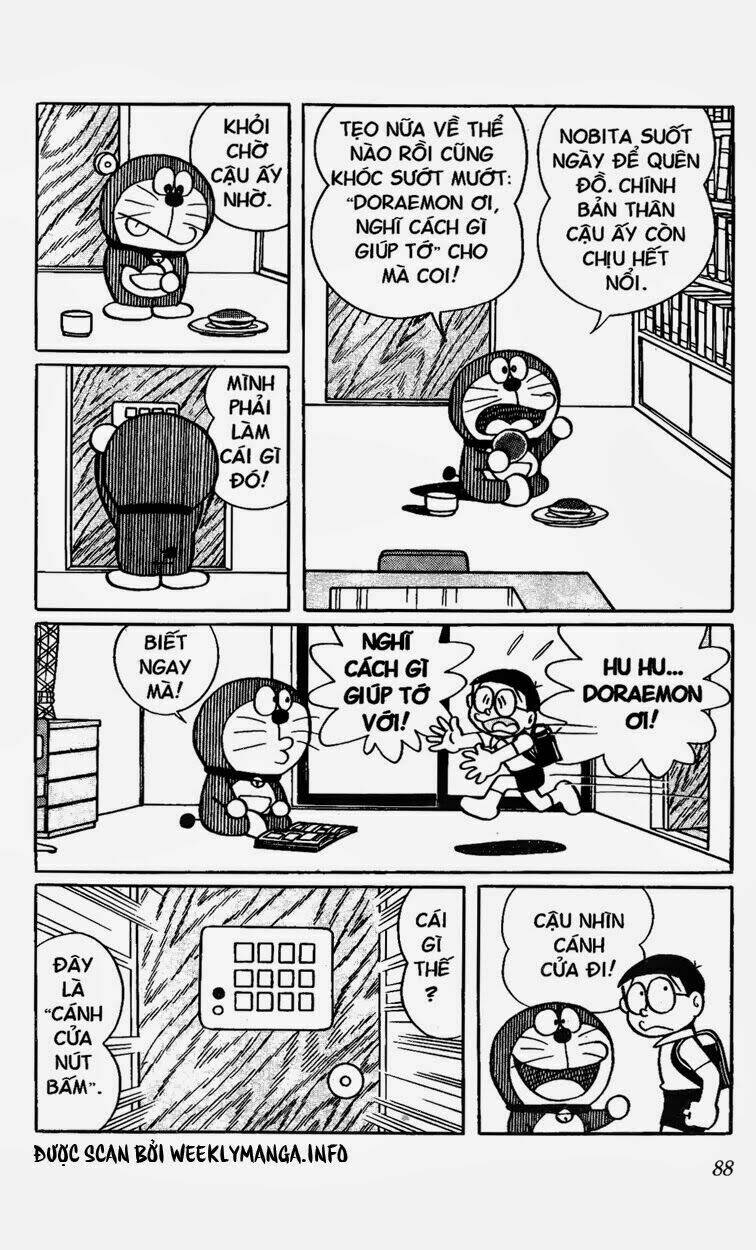 NOBITA SUỐT
NGÀY ĐỂ QUÊN
ĐỒ. CHÍNH
BẢN THÂN
CẬU ẤY CÒN
CHỊU HẾT
NỔI.
TẸO NỮA VỀ THỂ
NÀO RỒI CŨNG
KHÓC SƯỚT MƯỚT:
"DORAEMON ƠI,
NGHĨ CÁCH GÌ
GIÚP TỚ" CHO
MÀ COI!
KHỎI
CHỜ
CẬU ẤY
NHỜ.
MÌNH
PHẢI
LÀM
CÁI GÌ
ĐÓ!
HU HU...
DORAEMON
ƠI!
NGHĨ
CÁCH GÌ
GIÚP TỚ
VỚI!
BIẾT
NGAY
MÀ!
CẬU NHÌN
CÁNH
CỬA ĐI!
CÁI
GÌ
THẾ
?
ĐÂY
LÀ
"CÁNH
CỬA
NÚT
BẤM".
ĐƯỢC SCAN BỞI WEEKLYMANGA.INFO
88